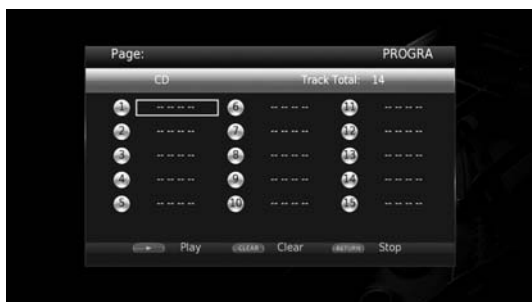 Page: PROGRA
CD Track Total: 14
1 -- -- -- -- 6 -- -- -- -- 11 -- -- -- --
2 -- -- -- -- 7 -- -- -- -- 12 -- -- -- --
3 -- -- -- -- 8 -- -- -- -- 13 -- -- -- --
4 -- -- -- -- 9 -- -- -- -- 14 -- -- -- --
5 -- -- -- -- 10 -- -- -- -- 15 -- -- -- --
Play CLEAR Clear RETURN Stop